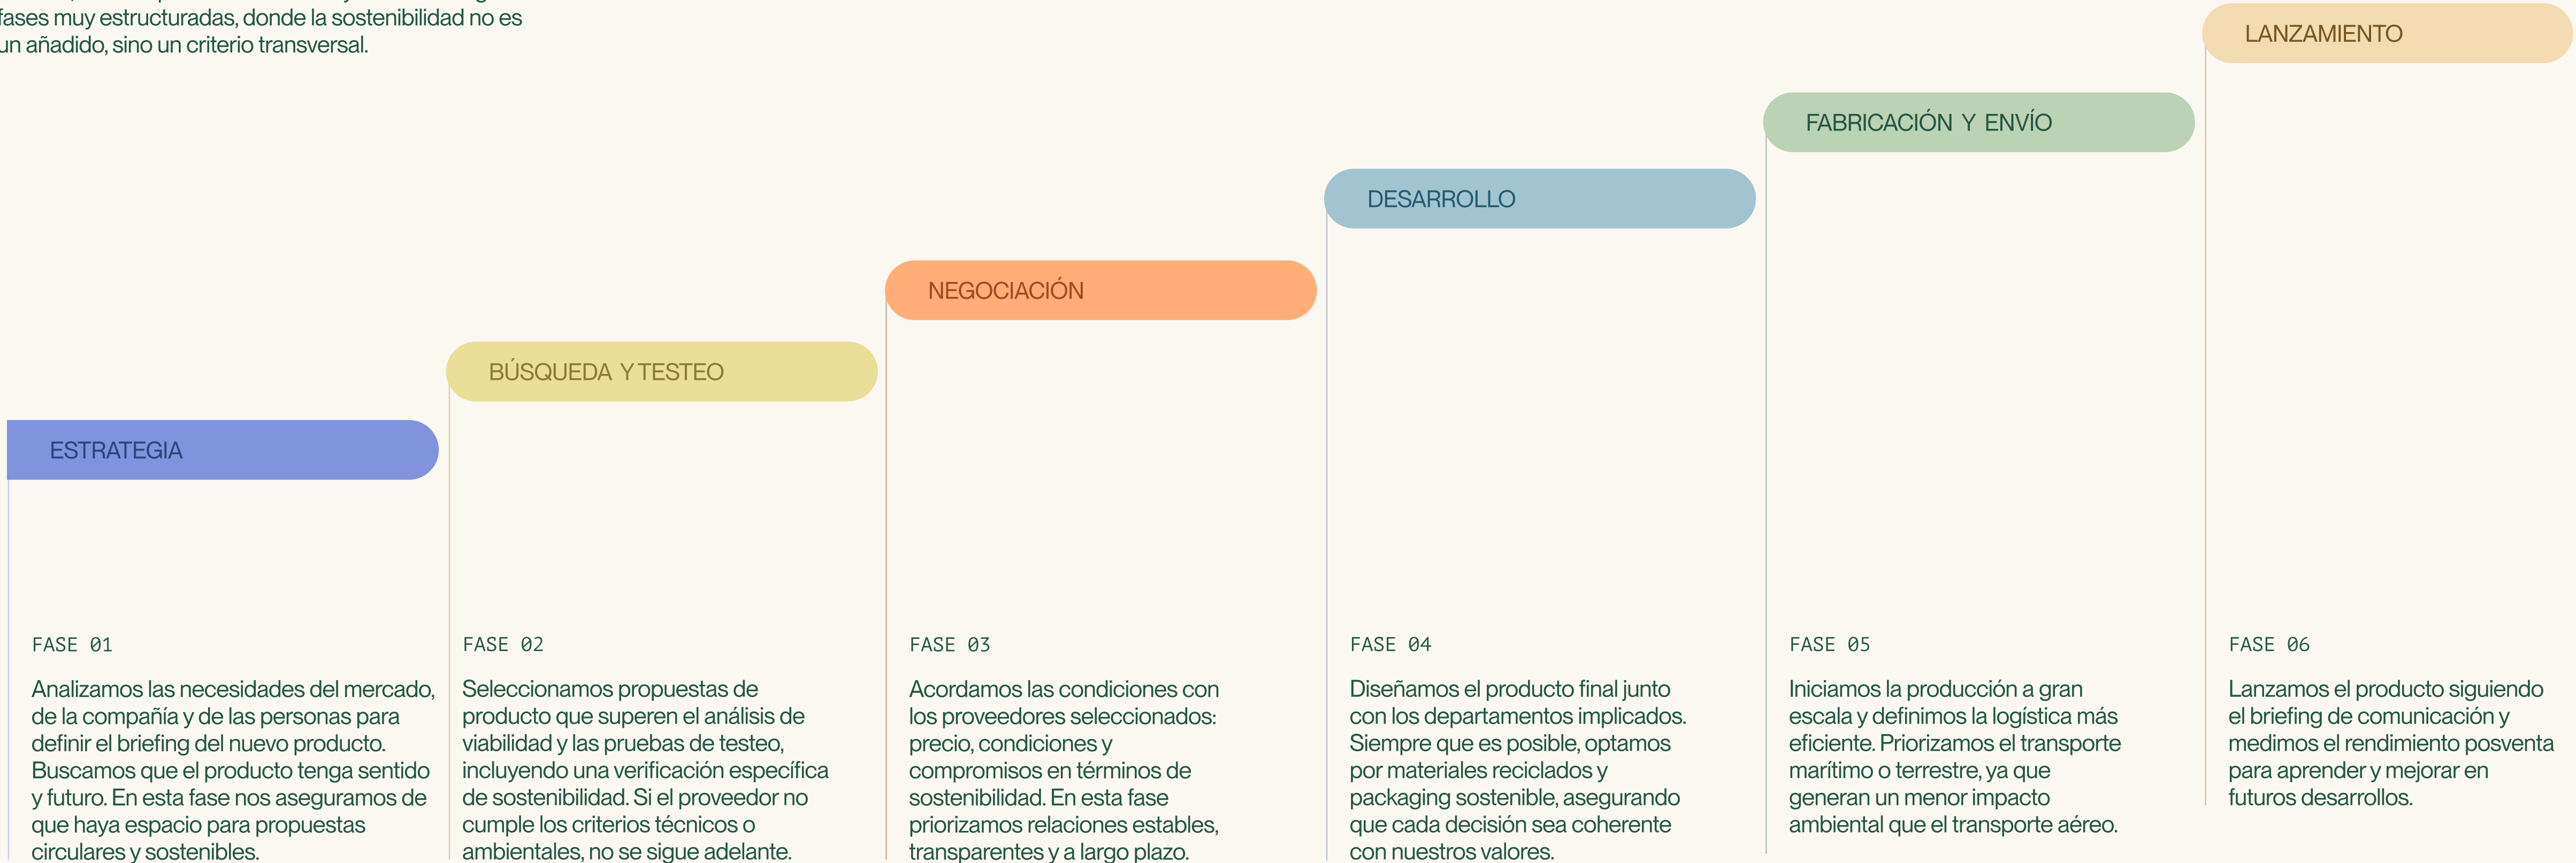 fases muy estructuradas, donde la sostenibilidad no es
un añadido, sino un criterio transversal.
ESTRATEGIA
FASE 01
Analizamos las necesidades del mercado,
de la compañía y de las personas para
definir el briefing del nuevo producto.
Buscamos que el producto tenga sentido
y futuro. En esta fase nos aseguramos de
que haya espacio para propuestas
circulares y sostenibles.
BÚSQUEDA Y TESTEO
FASE 02
Seleccionamos propuestas de
producto que superen el análisis de
viabilidad y las pruebas de testeo,
incluyendo una verificación específica
de sostenibilidad. Si el proveedor no
cumple los criterios técnicos o
ambientales, no se sigue adelante.
NEGOCIACIÓN
FASE 03
Acordamos las condiciones con
los proveedores seleccionados:
precio, condiciones y
compromisos en términos de
sostenibilidad. En esta fase
priorizamos relaciones estables,
transparentes y a largo plazo.
DESARROLLO
FASE 04
Diseñamos el producto final junto
con los departamentos implicados.
Siempre que es posible, optamos
por materiales reciclados y
packaging sostenible, asegurando
que cada decisión sea coherente
con nuestros valores.
FABRICACIÓN Y ENVÍO
FASE 05
Iniciamos la producción a gran
escala y definimos la logística más
eficiente. Priorizamos el transporte
marítimo o terrestre, ya que
generan un menor impacto
ambiental que el transporte aéreo.
LANZAMIENTO
FASE 06
Lanzamos el producto siguiendo
el briefing de comunicación y
medimos el rendimiento posventa
para aprender y mejorar en
futuros desarrollos.